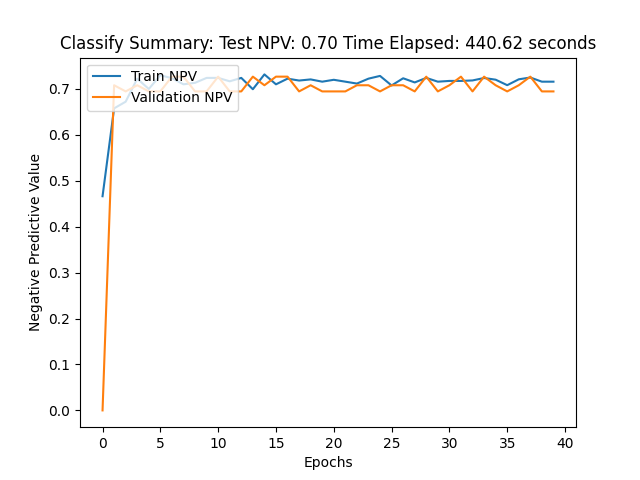 Classify Summary: Test NPV: 0.70 Time Elapsed: 440.62 seconds
Train NPV
Validation NPV
0.7
0.6
0.5
0.4
0.3
0.2
0.1
0.0
Negative Predictive Value
0 5 10 15 20 25 30 35 40
Epochs